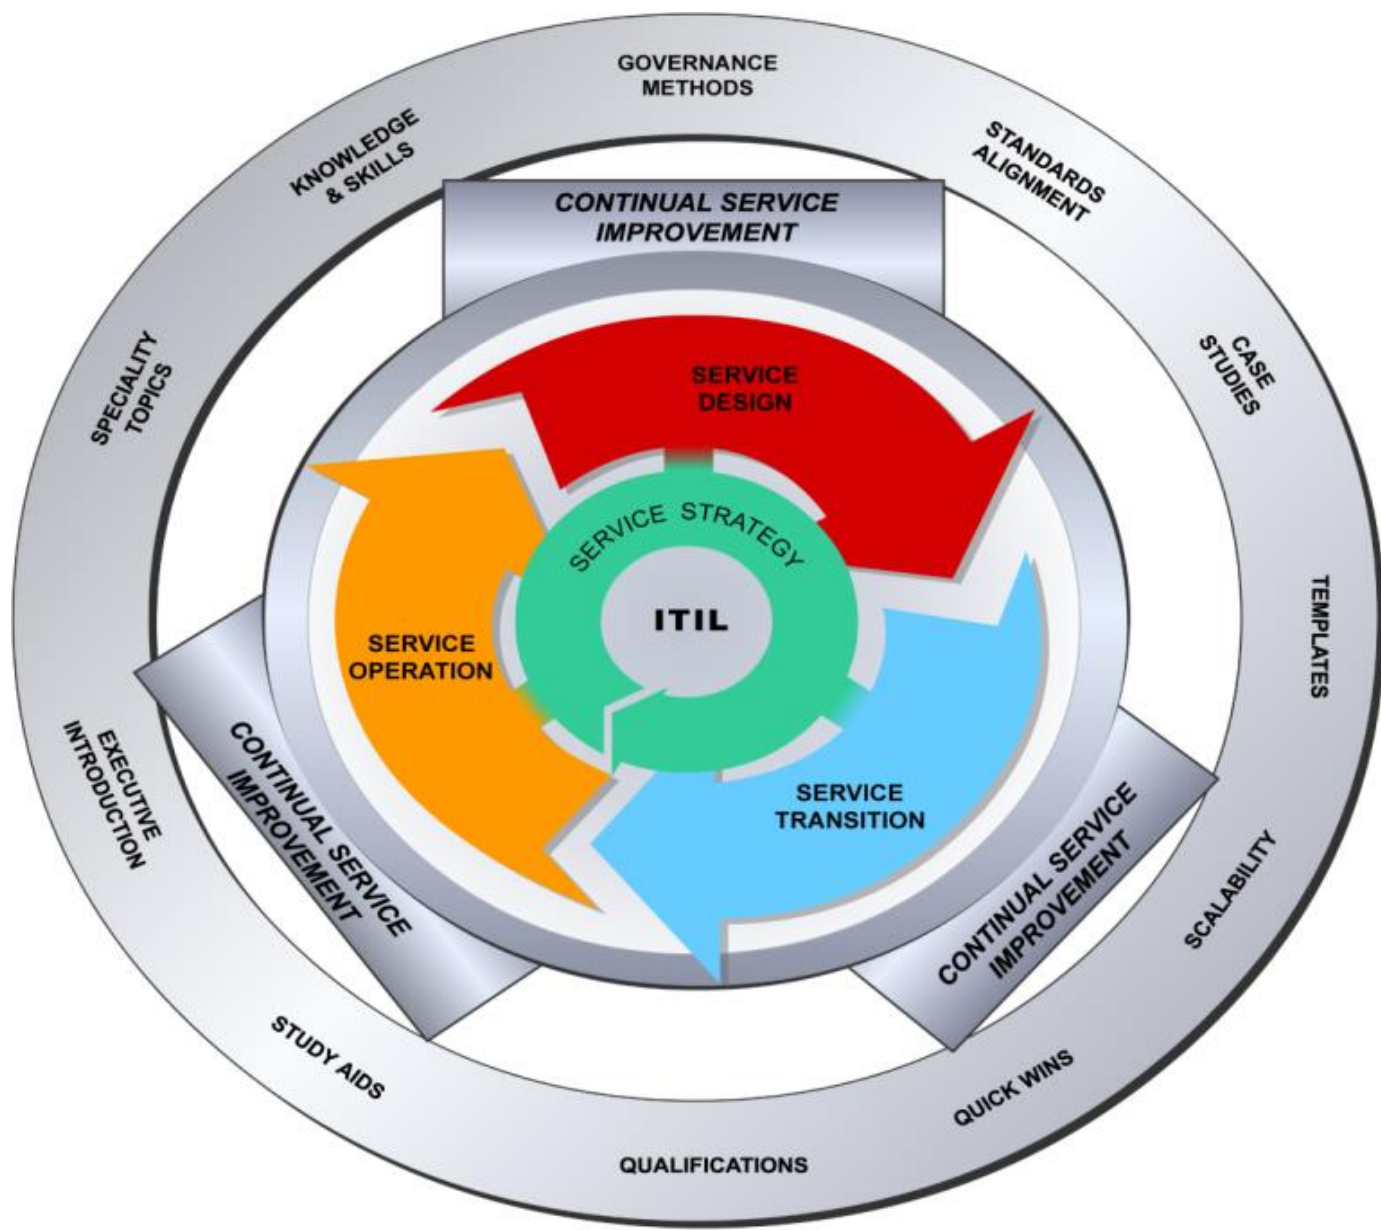 GOVERNANCE
METHODS
STANDARDS
ALIGNMENT
CASE
STUDIES
TEMPLATES
SCALABILITY
QUICK WINS
QUALIFICATIONS
STUDY AIDS
EXECUTIVE
INTRODUCTION
SPECIALITY
TOPICS
KNOWLEDGE
& SKILLS
CONTINUAL SERVICE
IMPROVEMENT
CONTINUAL SERVICE
IMPROVEMENT
CONTINUAL SERVICE
IMPROVEMENT
SERVICE
DESIGN
SERVICE
TRANSITION
SERVICE
OPERATION
SERVICE STRATEGY
ITIL